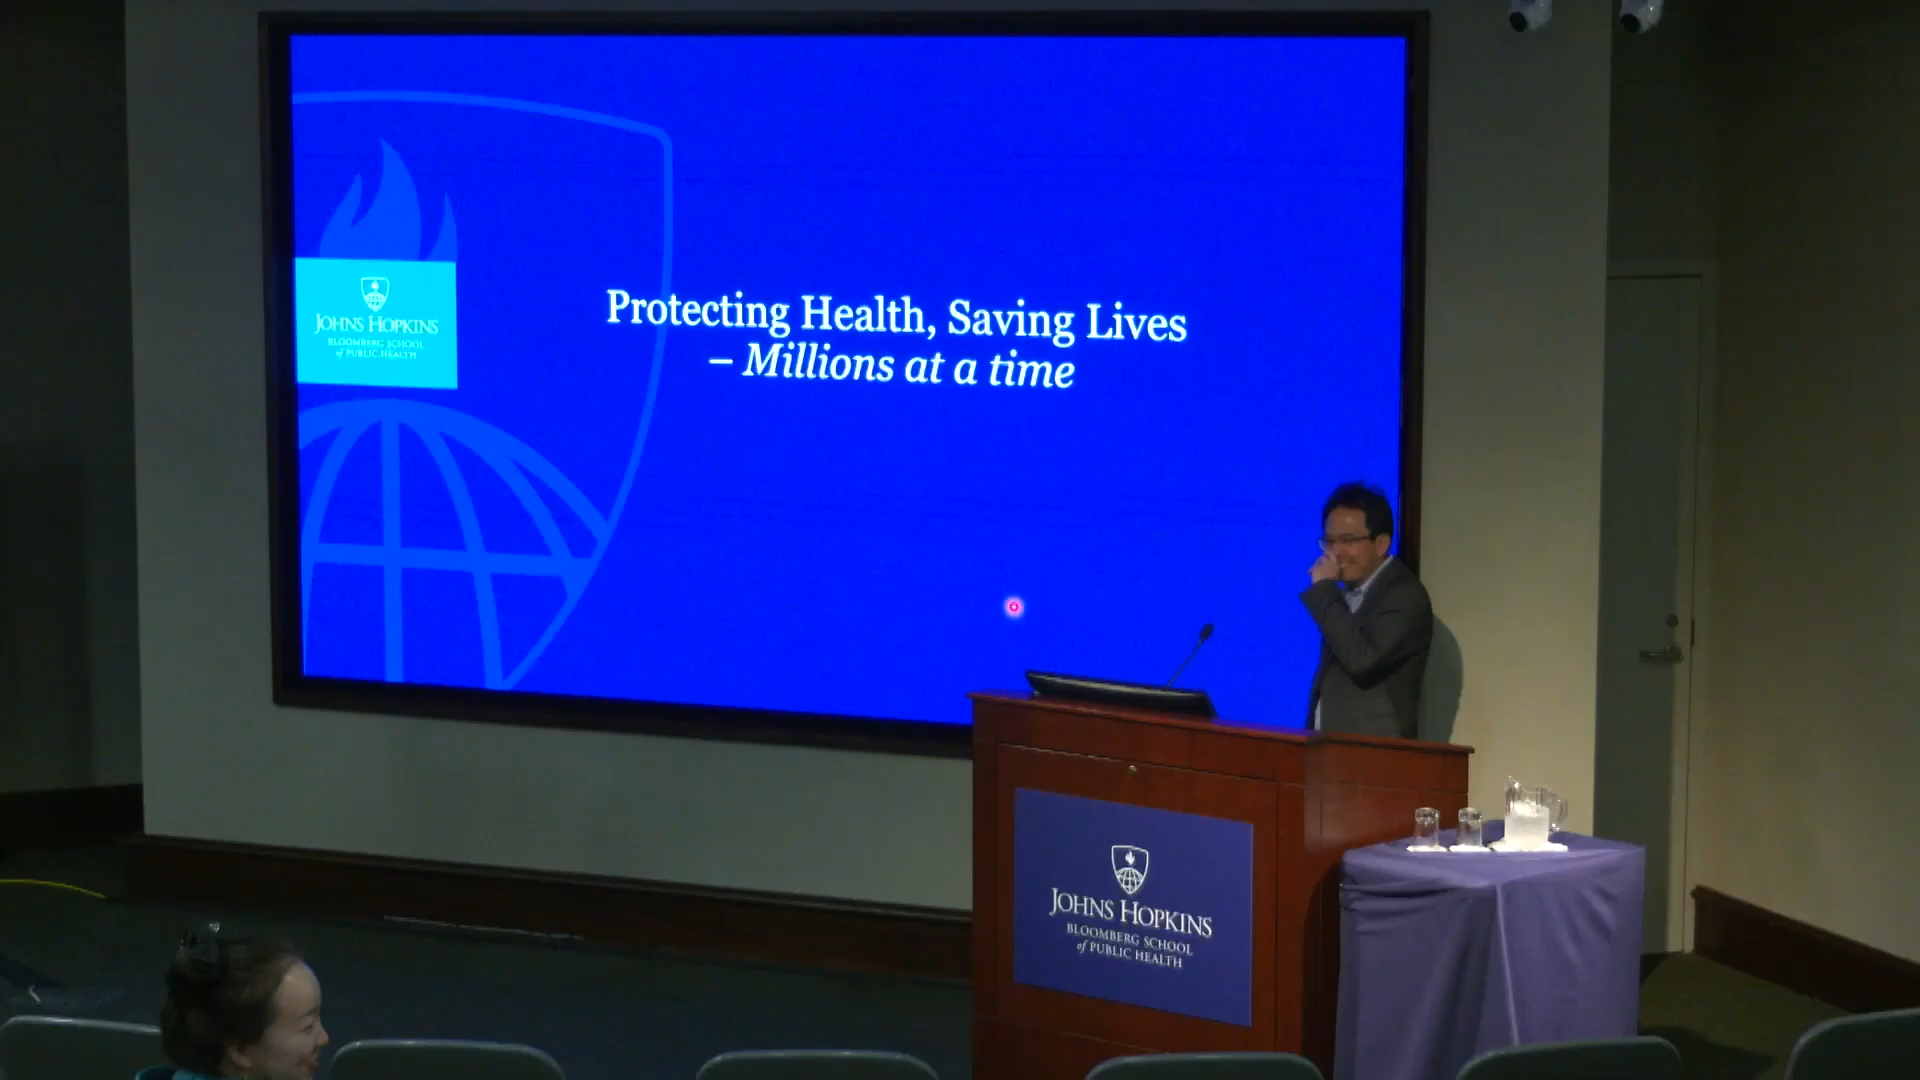 Protecting Health, Saving Lives
– Millions at a time
JOHNS HOPKINS
BLOOMBERG SCHOOL
of PUBLIC HEALTH
JOHNS HOPKINS
BLOOMBERG SCHOOL
of PUBLIC HEALTH